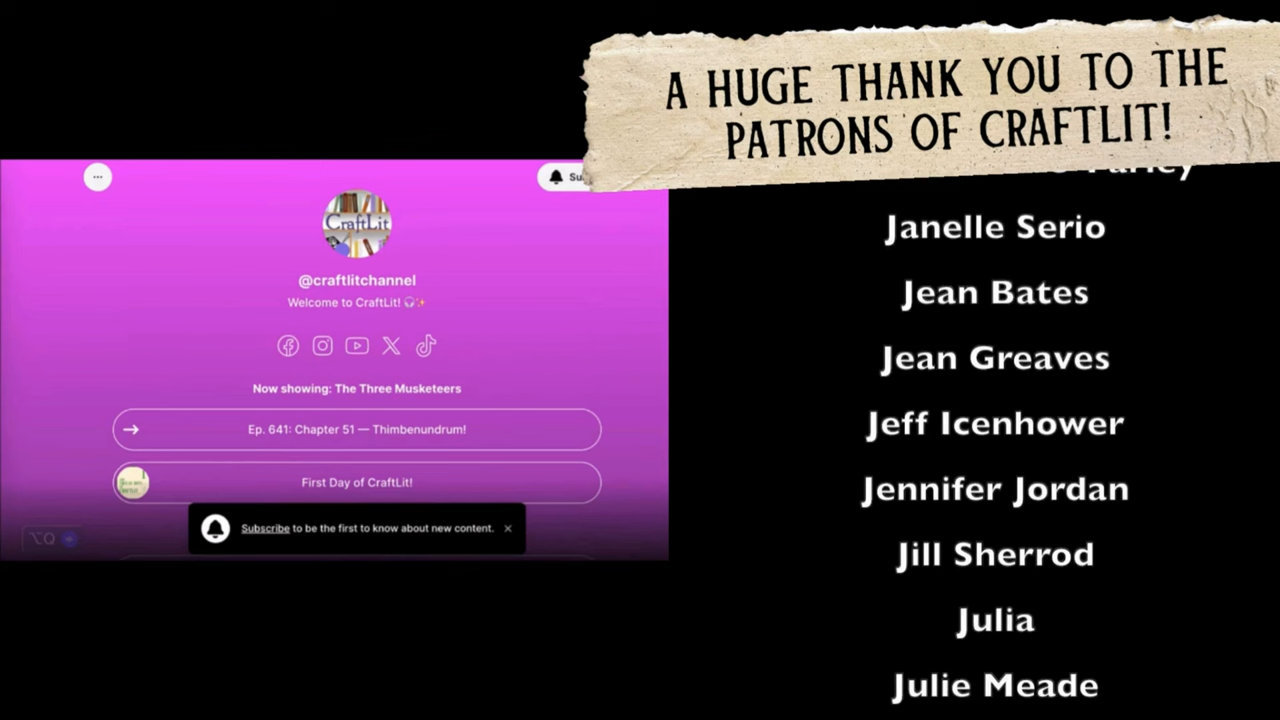 A HUGE THANK YOU TO THE
PATRONS OF CRAFTLIT!
CraftLit
@craftlitchannel
Welcome to CraftLit! 🎧✨
Now showing: The Three Musketeers
→ Ep. 641: Chapter 51 — Thimbenundrum!
First Day of CraftLit!
Subscribe to be the first to know about new content. ×
⌥Q
Janelle Serio
Jean Bates
Jean Greaves
Jeff Icenhower
Jennifer Jordan
Jill Sherrod
Julia
Julie Meade